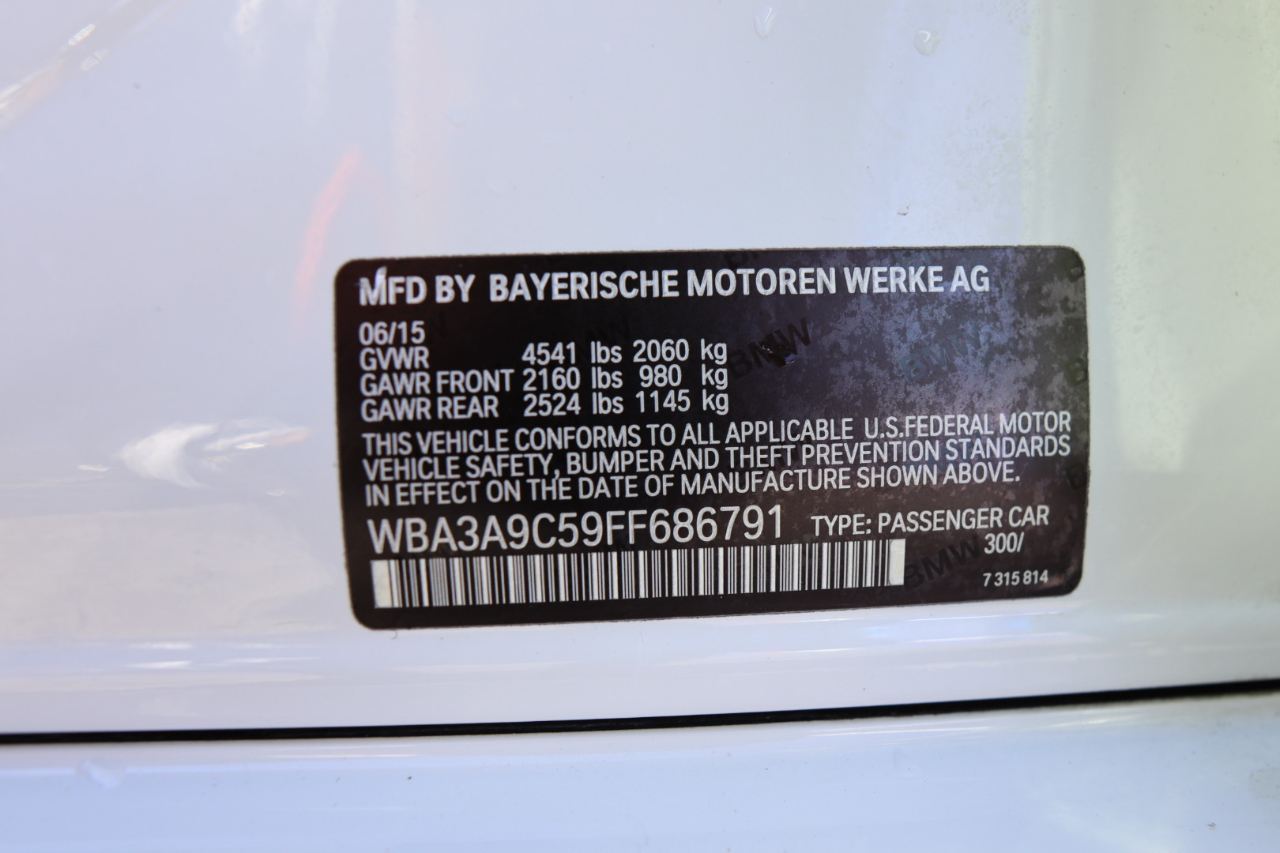 MFD BY BAYERISCHE MOTOREN WERKE AG
06/15
GVWR 4541 lbs 2060 kg
GAWR FRONT 2160 lbs 980 kg
GAWR REAR 2524 lbs 1145 kg
THIS VEHICLE CONFORMS TO ALL APPLICABLE U.S.FEDERAL MOTOR
VEHICLE SAFETY, BUMPER AND THEFT PREVENTION STANDARDS
IN EFFECT ON THE DATE OF MANUFACTURE SHOWN ABOVE.
WBA3A9C59FF686791 TYPE: PASSENGER CAR
300/
7 315 814
BMW
BMW
BMW